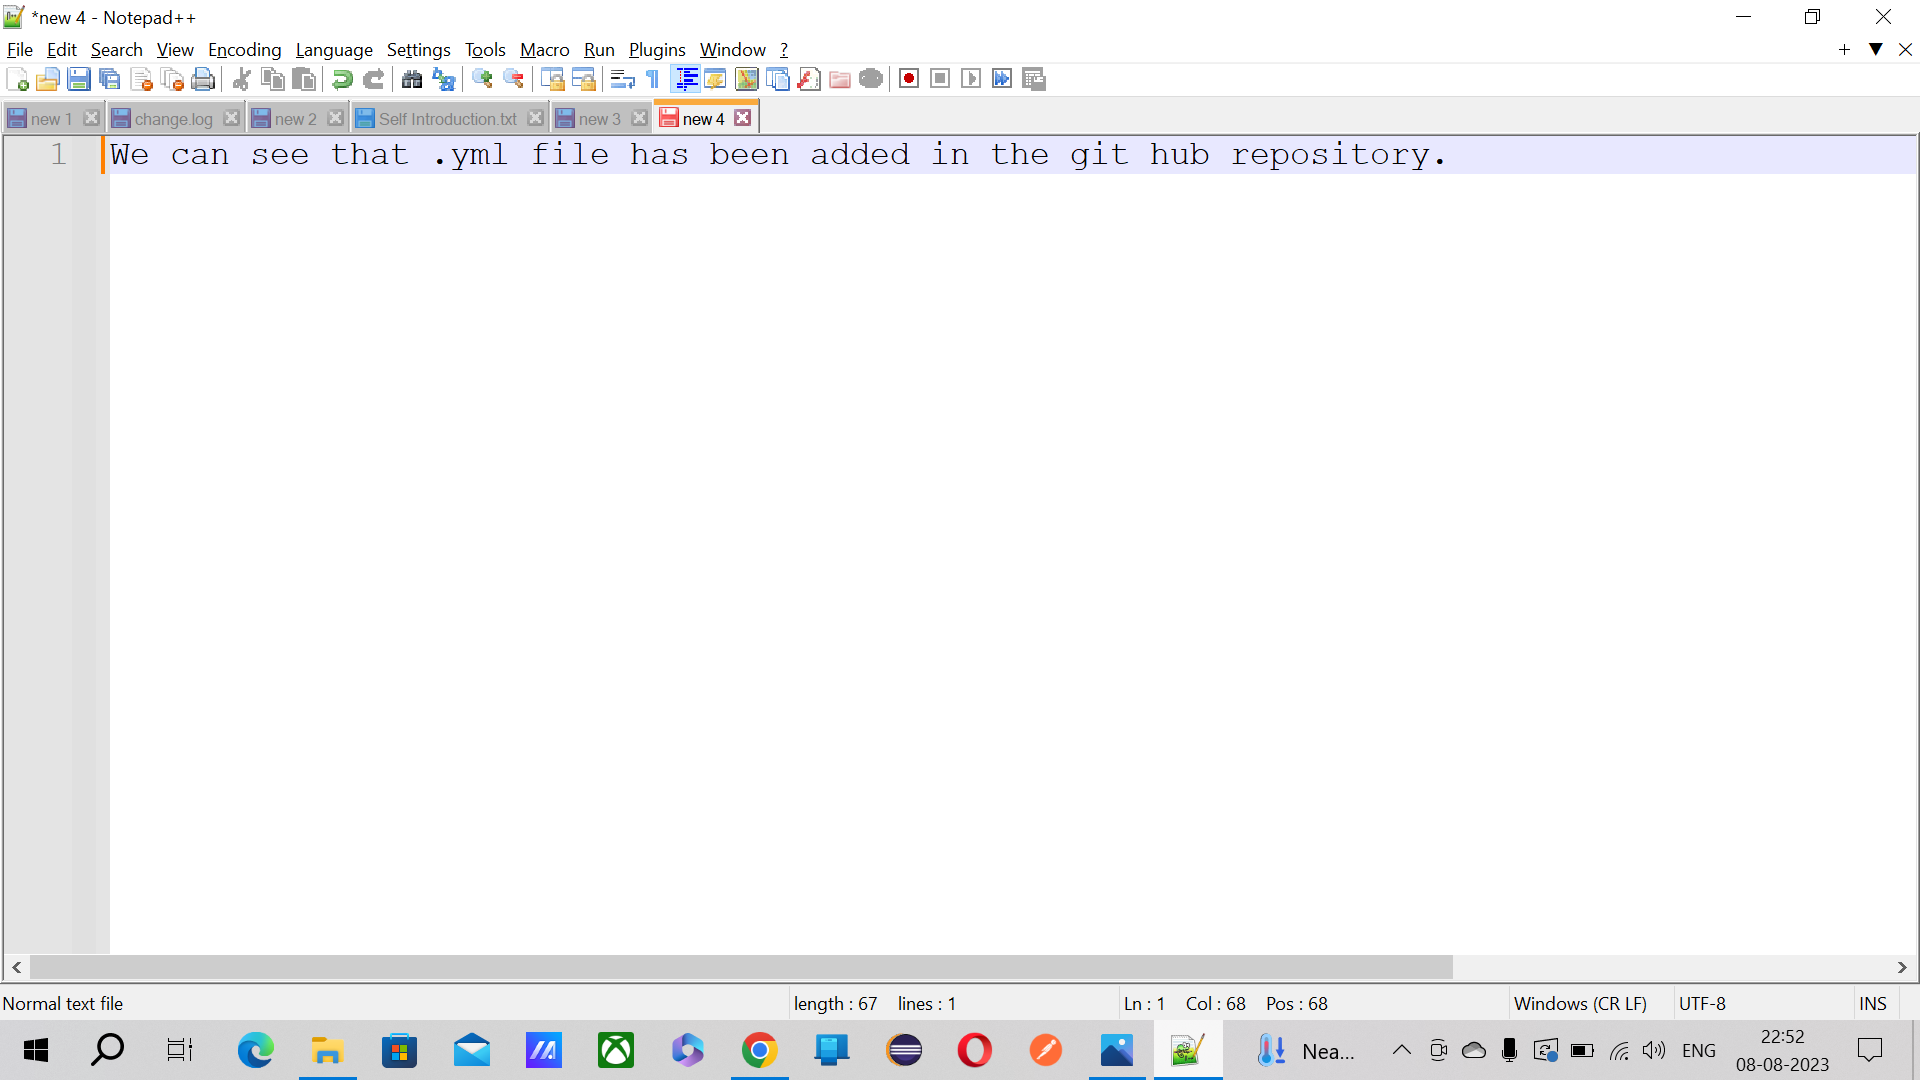 *new 4 - Notepad++
File Edit Search View Encoding Language Settings Tools Macro Run Plugins Window ?
new 1 change.log new 2 Self Introduction.txt new 3 new 4
1 We can see that .yml file has been added in the git hub repository.
Normal text file length : 67 lines : 1 Ln : 1 Col : 68 Pos : 68 Windows (CR LF) UTF-8 INS
Nea... ENG 22:52
08-08-2023